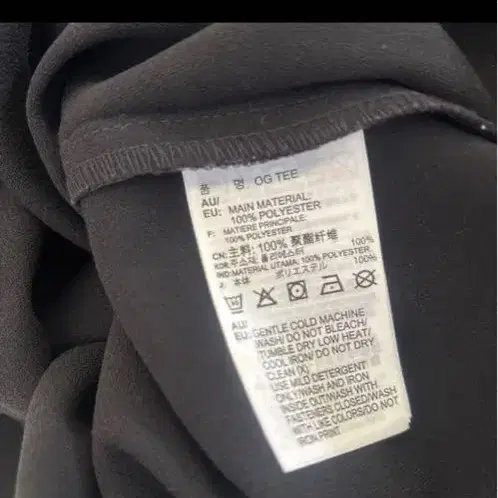 품 명 OG TEE
AU/
EU: MAIN MATERIAL:
100% POLYESTER
F: MATIERE PRINCIPALE:
100% POLYESTER.
CN: 主料: 100% 聚酯纤维
KOR: 주소재: 폴리에스터 100%
IND: MATERIAL UTAMA: 100% POLYESTER.
J: 本体 ポリエステル 100%
AU/
EU: GENTLE COLD MACHINE
WASH/ DO NOT BLEACH/
TUMBLE DRY LOW HEAT/
COOL IRON/ DO NOT DRY
CLEAN (X)
USE MILD DETERGENT
ONLY/WASH AND IRON
INSIDE OUT/WASH WITH
FASTENERS CLOSED/WASH
WITH LIKE COLORS/DO NOT
IRON PRINT